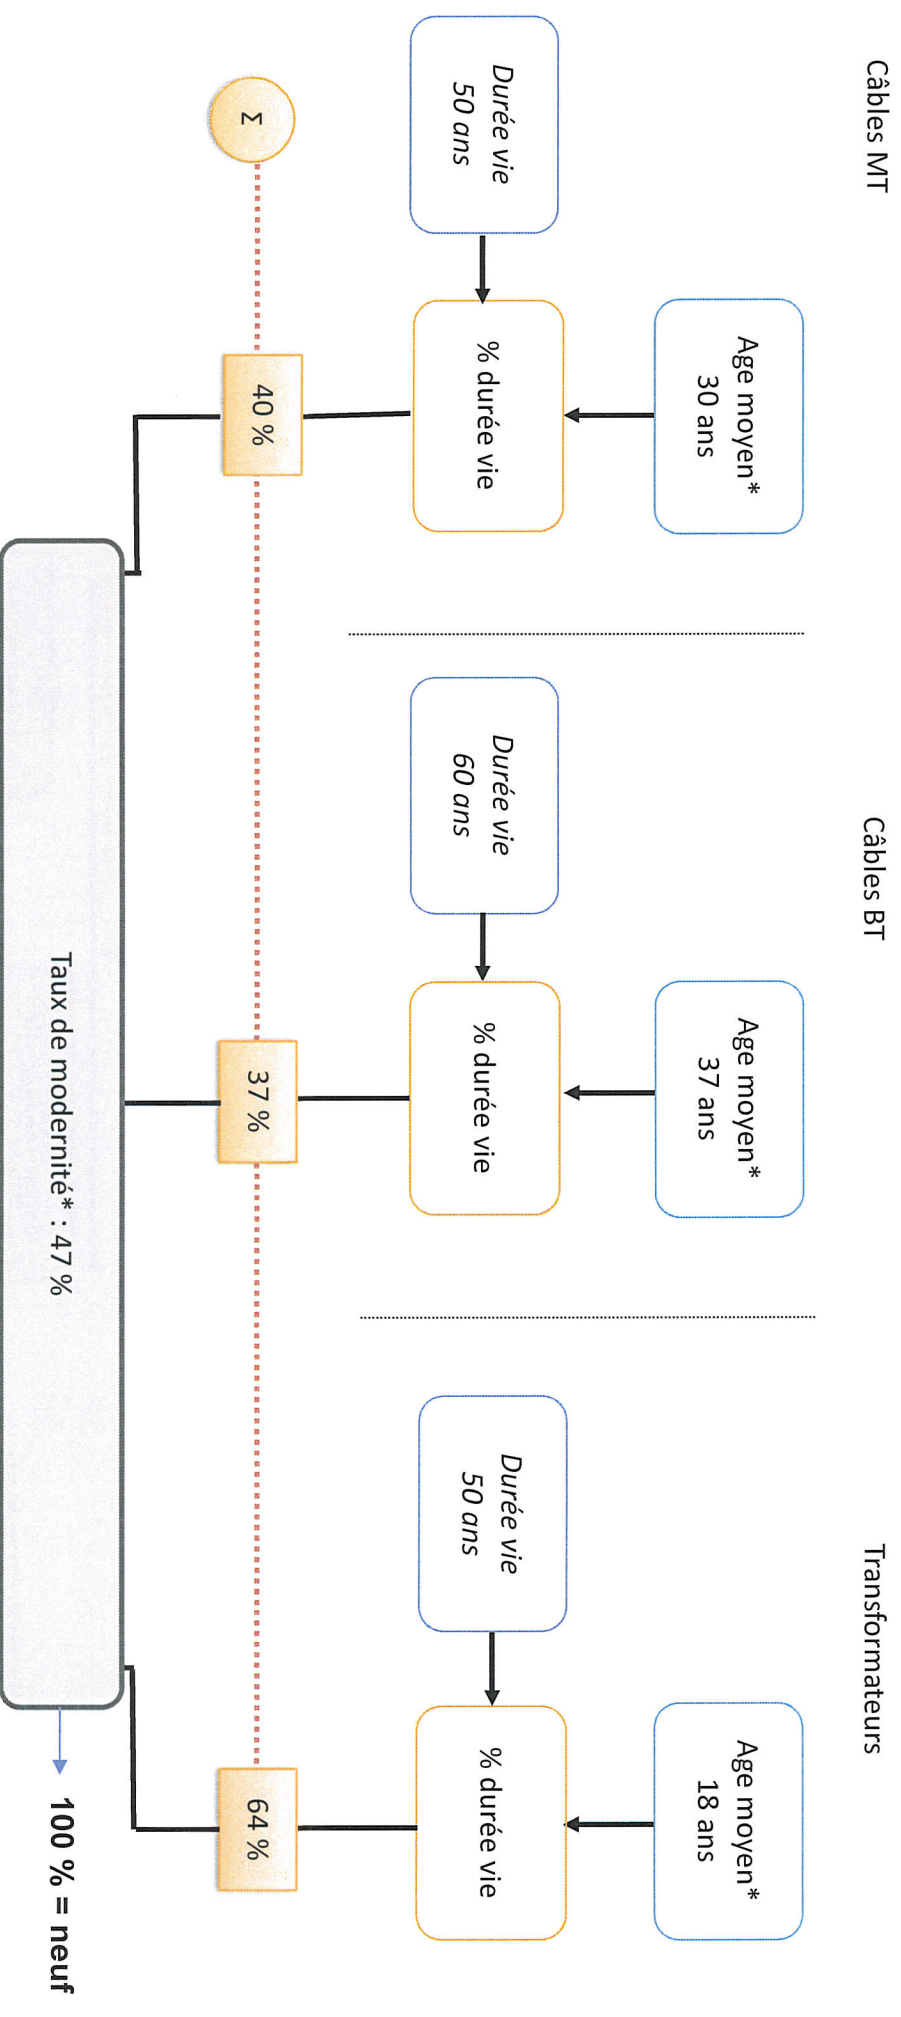 Câbles MT
Câbles BT
Transformateurs
Age moyen*
30 ans
Age moyen*
37 ans
Age moyen*
18 ans
Durée vie
50 ans
% durée vie
Durée vie
60 ans
% durée vie
Durée vie
50 ans
% durée vie
Σ
40 %
37 %
64 %
Taux de modernité* : 47 %
100 % = neuf